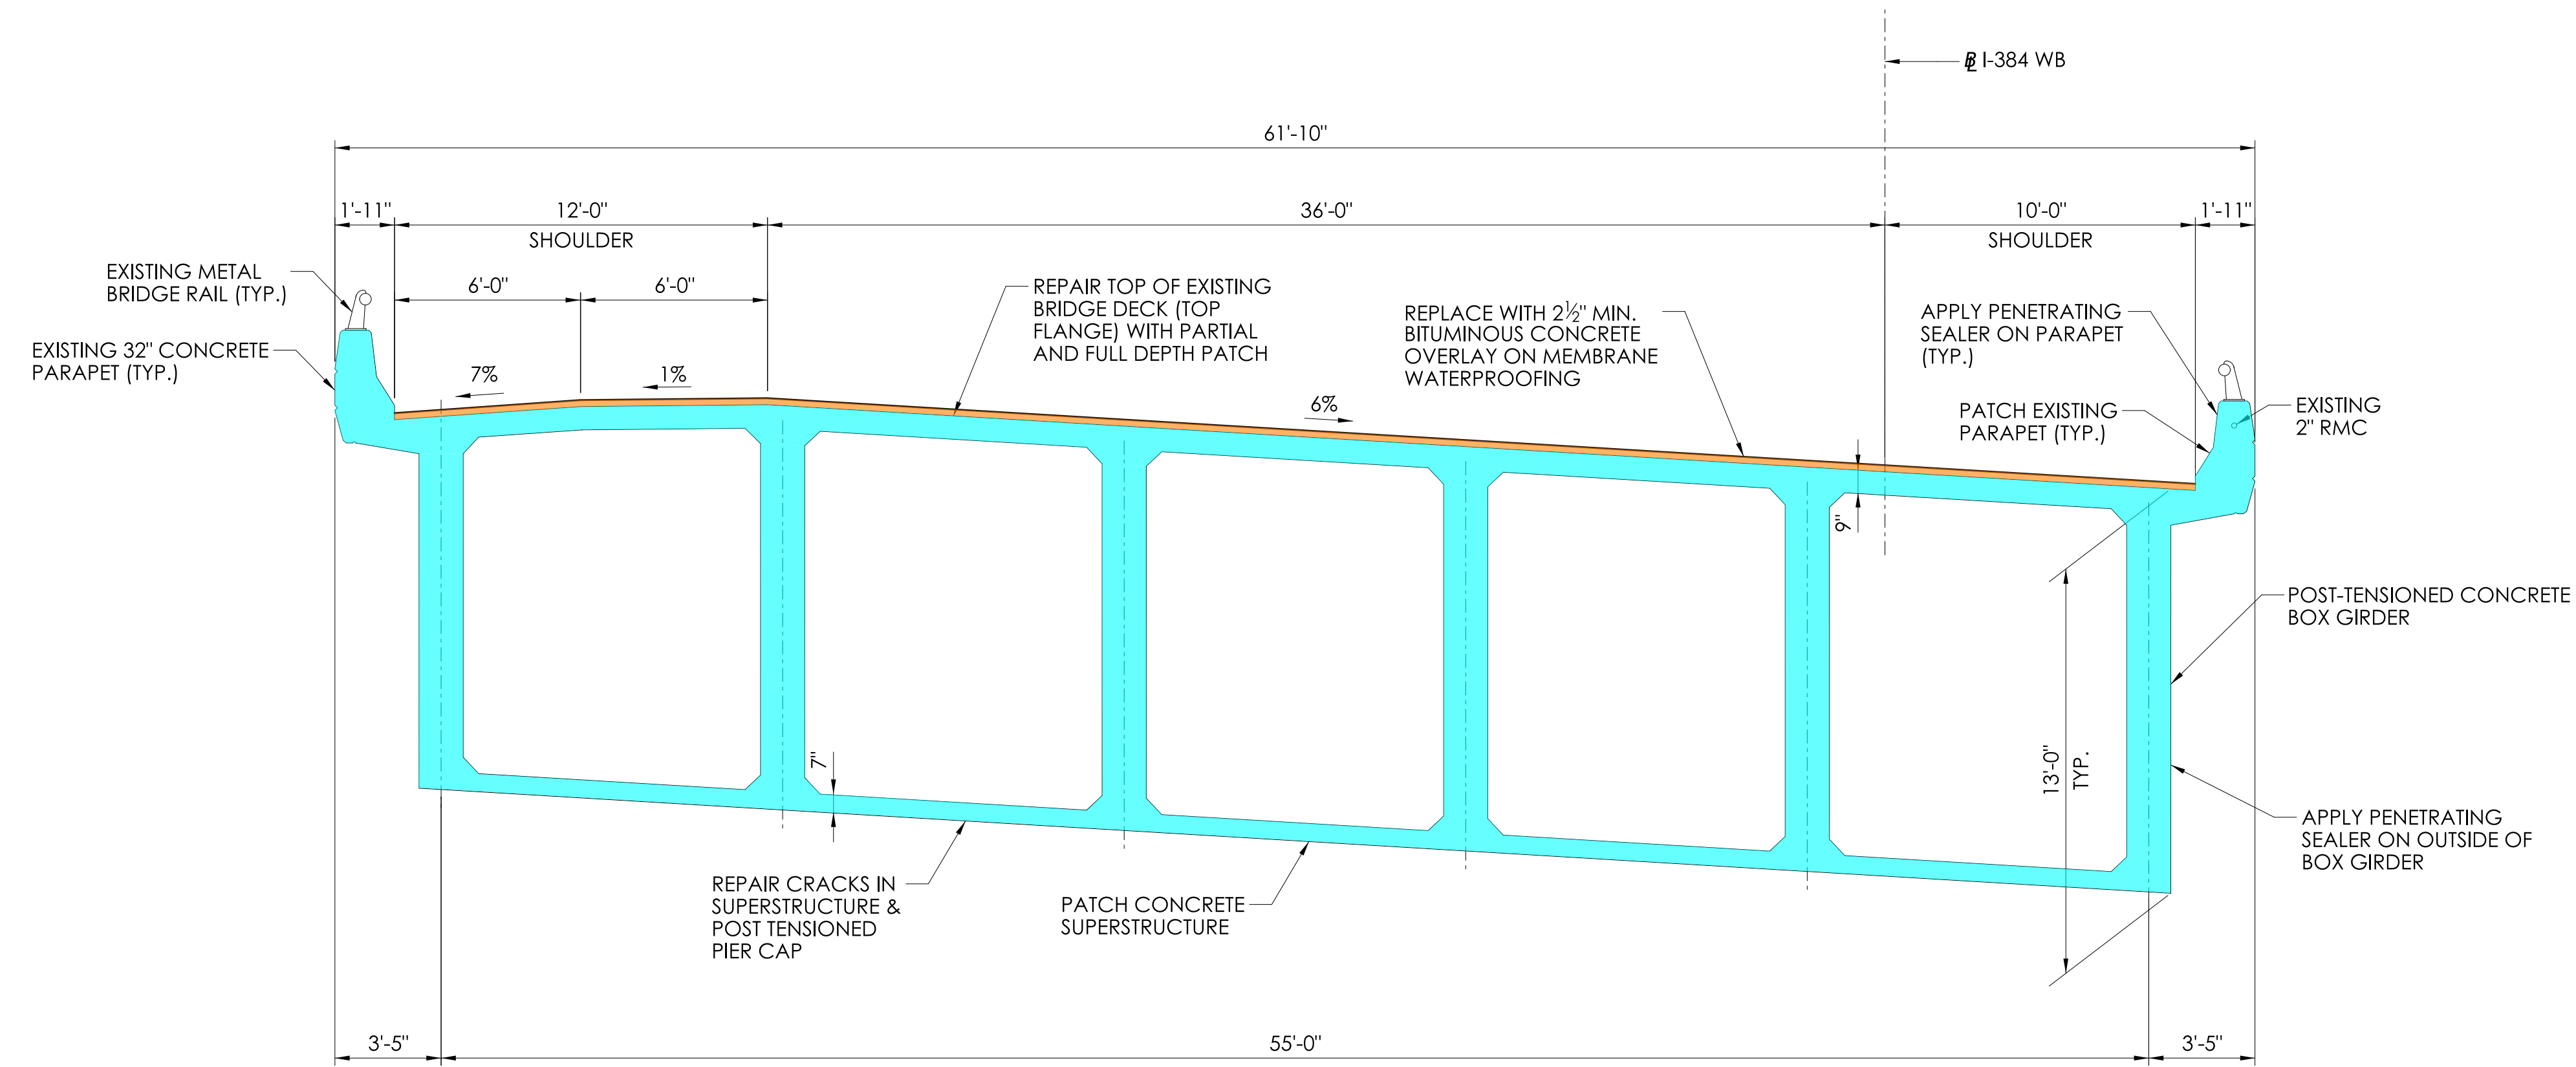 ℄ I-384 WB
61'-10"
1'-11"
12'-0"
36'-0"
10'-0"
1'-11"
SHOULDER
SHOULDER
EXISTING METAL
BRIDGE RAIL (TYP.)
6'-0"
6'-0"
REPAIR TOP OF EXISTING
BRIDGE DECK (TOP
FLANGE) WITH PARTIAL
AND FULL DEPTH PATCH
REPLACE WITH 2½" MIN.
BITUMINOUS CONCRETE
OVERLAY ON MEMBRANE
WATERPROOFING
APPLY PENETRATING
SEALER ON PARAPET
(TYP.)
EXISTING 32" CONCRETE
PARAPET (TYP.)
7%
1%
6%
PATCH EXISTING
PARAPET (TYP.)
EXISTING
2" RMC
9"
POST-TENSIONED CONCRETE
BOX GIRDER
7"
13'-0"
TYP.
APPLY PENETRATING
SEALER ON OUTSIDE OF
BOX GIRDER
REPAIR CRACKS IN
SUPERSTRUCTURE &
POST TENSIONED
PIER CAP
PATCH CONCRETE
SUPERSTRUCTURE
3'-5"
55'-0"
3'-5"